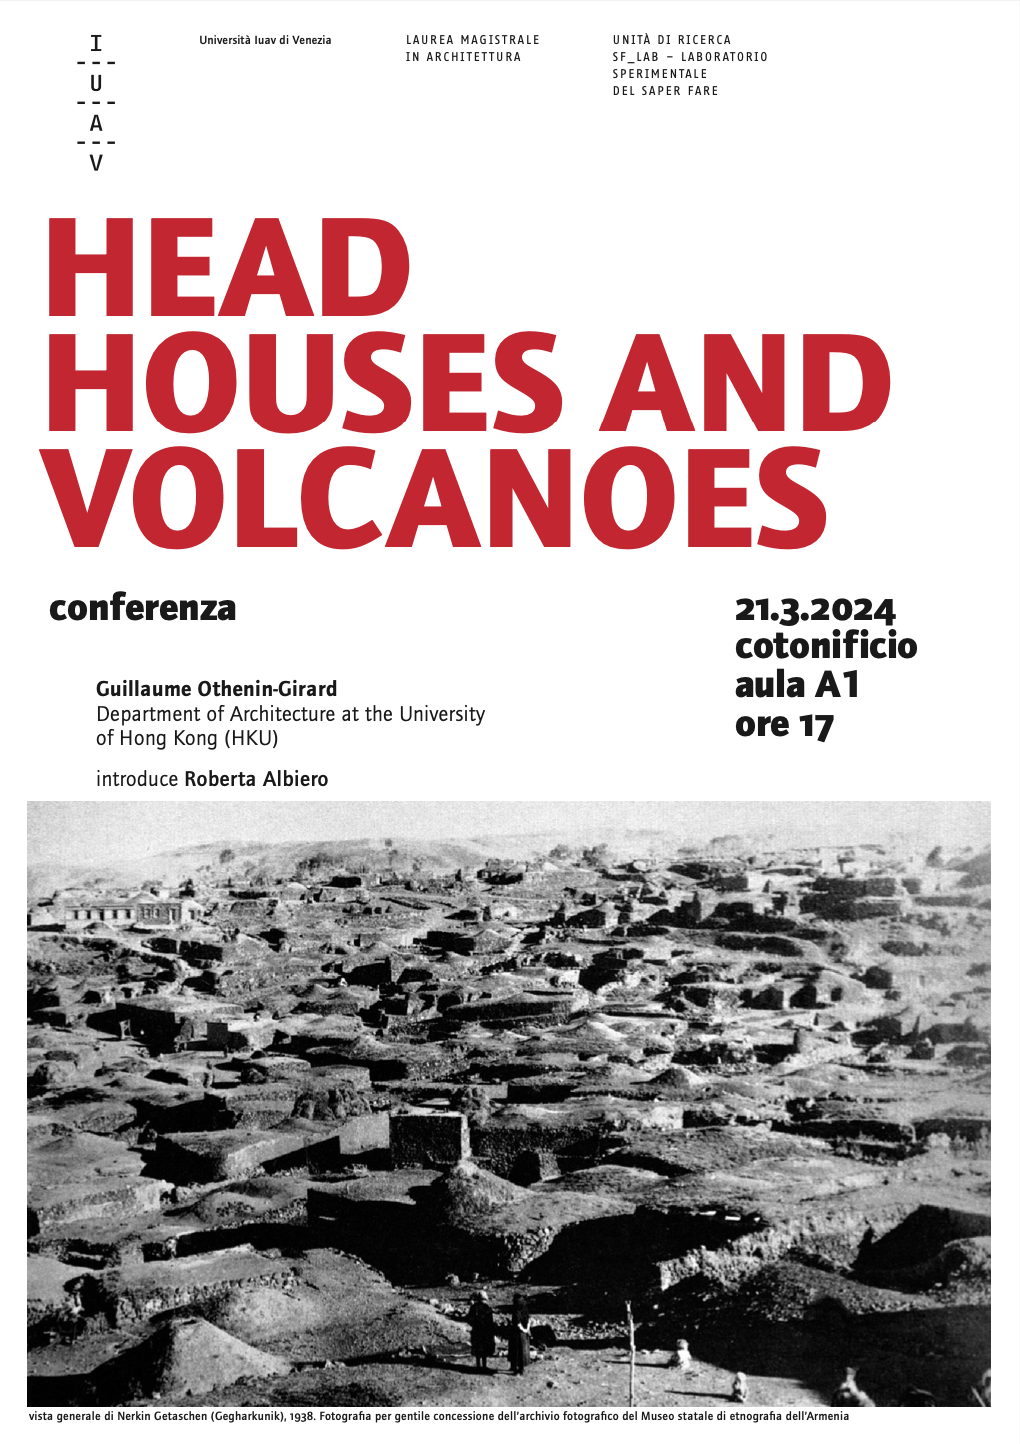 I
---
U
---
A
---
V
Università Iuav di Venezia
LAUREA MAGISTRALE
IN ARCHITETTURA
UNITÀ DI RICERCA
SF_LAB – LABORATORIO
SPERIMENTALE
DEL SAPER FARE
HEAD
HOUSES AND
VOLCANOES
conferenza
21.3.2024
cotonificio
aula A1
ore 17
Guillaume Othenin-Girard
Department of Architecture at the University
of Hong Kong (HKU)
introduce Roberta Albiero
vista generale di Nerkin Getaschen (Gegharkunik), 1938. Fotografia per gentile concessione dell'archivio fotografico del Museo statale di etnografia dell'Armenia